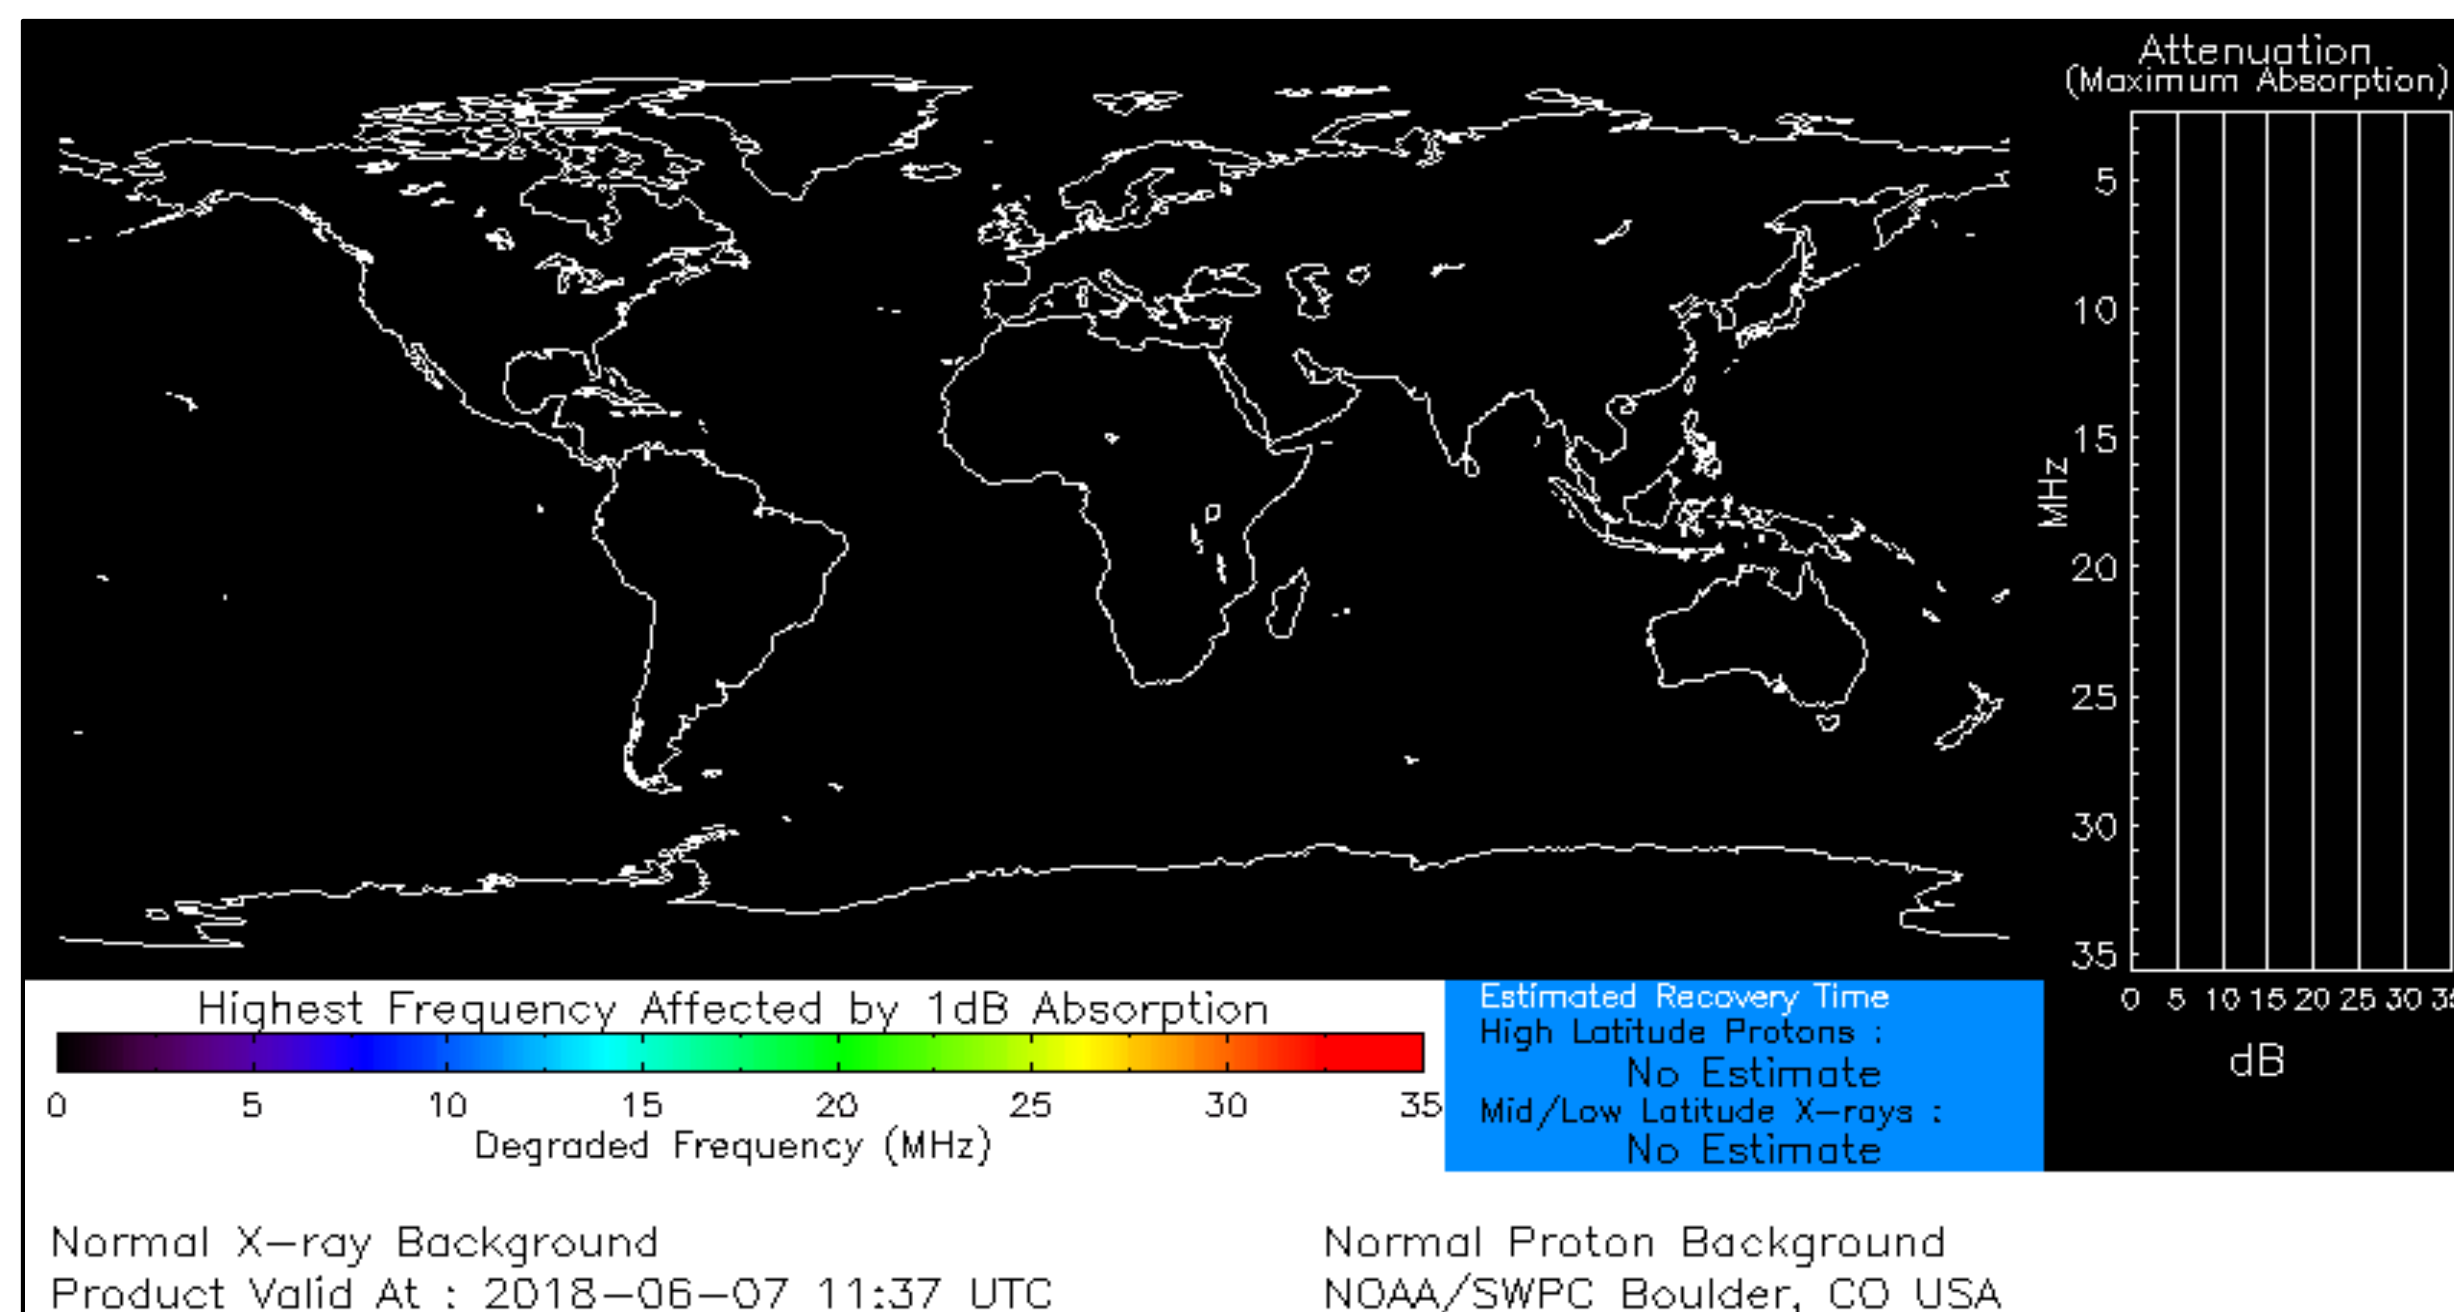 Attenuation
(Maximum Absorption)
5
10
15
20
25
30
35
MHz
0 5 10 15 20 25 30
dB
Highest Frequency Affected by 1dB Absorption
0 5 10 15 20 25 30 35
Degraded Frequency (MHz)
Estimated Recovery Time
High Latitude Protons :
No Estimate
Mid/Low Latitude X-rays :
No Estimate
Normal X-ray Background
Normal Proton Background
Product Valid At : 2018-06-07 11:37 UTC
NOAA/SWPC Boulder, CO USA